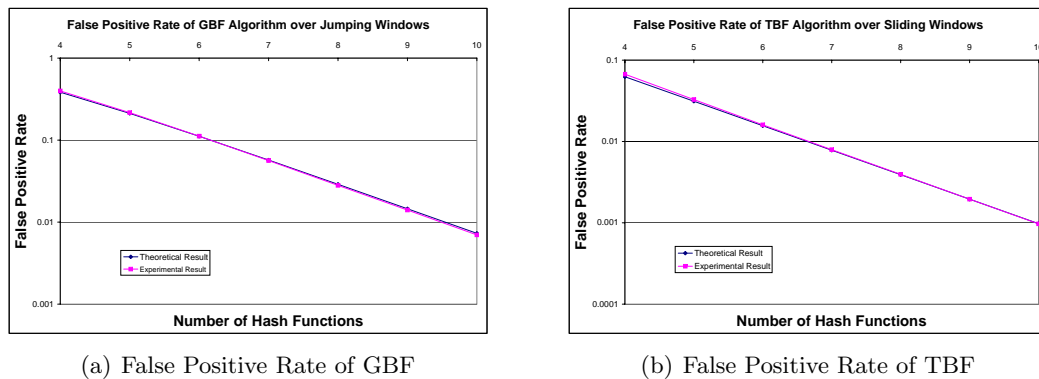 False Positive Rate of GBF Algorithm over Jumping Windows
4 5 6 7 8 9 10
1
0.1
0.01
0.001
False Positive Rate
Theoretical Result
Experimental Result
Number of Hash Functions
(a) False Positive Rate of GBF
False Positive Rate of TBF Algorithm over Sliding Windows
4 5 6 7 8 9 10
0.1
0.01
0.001
0.0001
False Positive Rate
Theoretical Result
Experimental Result
Number of Hash Functions
(b) False Positive Rate of TBF